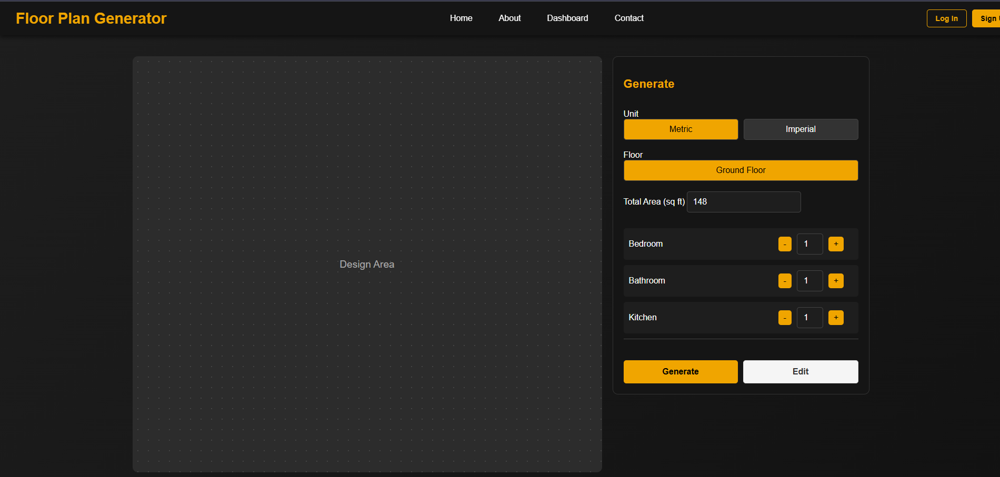 Floor Plan Generator
Home About Dashboard Contact
Log In Sign
Design Area
Generate
Unit
Metric Imperial
Floor
Ground Floor
Total Area (sq ft) 148
Bedroom - 1 +
Bathroom - 1 +
Kitchen - 1 +
Generate Edit